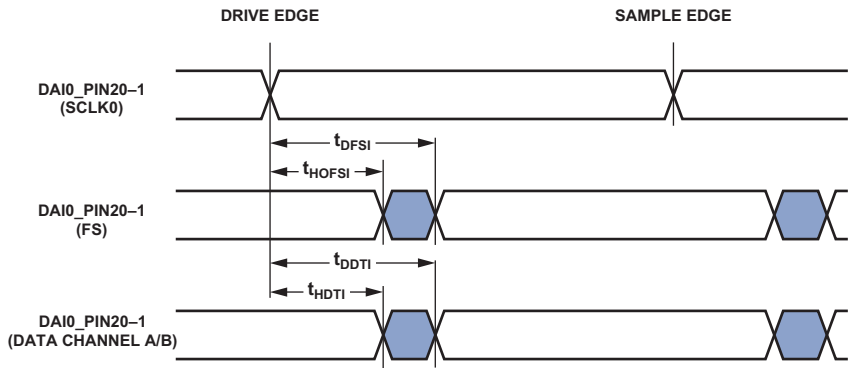 DRIVE EDGE
SAMPLE EDGE
DAI0_PIN20–1
(SCLK0)
tDFSI
tHOFSI
DAI0_PIN20–1
(FS)
tDDTI
tHDTI
DAI0_PIN20–1
(DATA CHANNEL A/B)